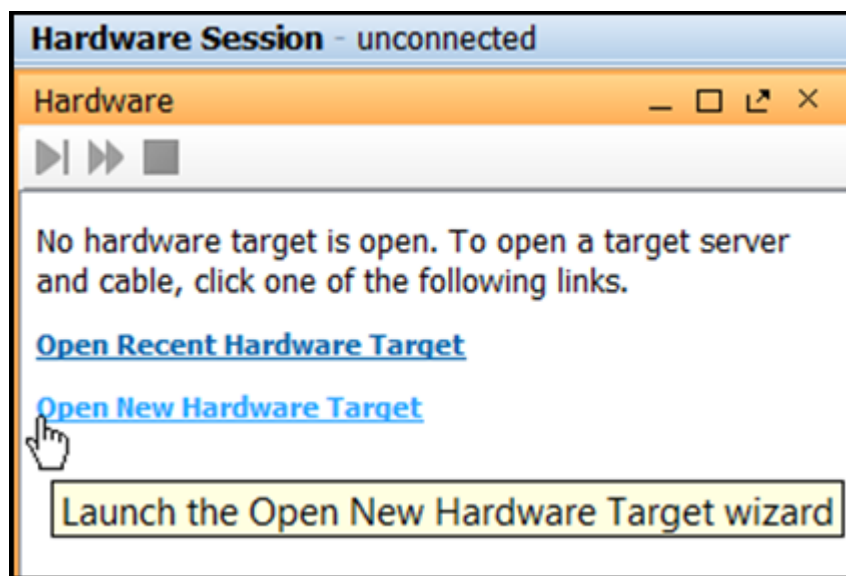 Hardware Session - unconnected
Hardware
No hardware target is open. To open a target server
and cable, click one of the following links.
Open Recent Hardware Target
Open New Hardware Target
Launch the Open New Hardware Target wizard